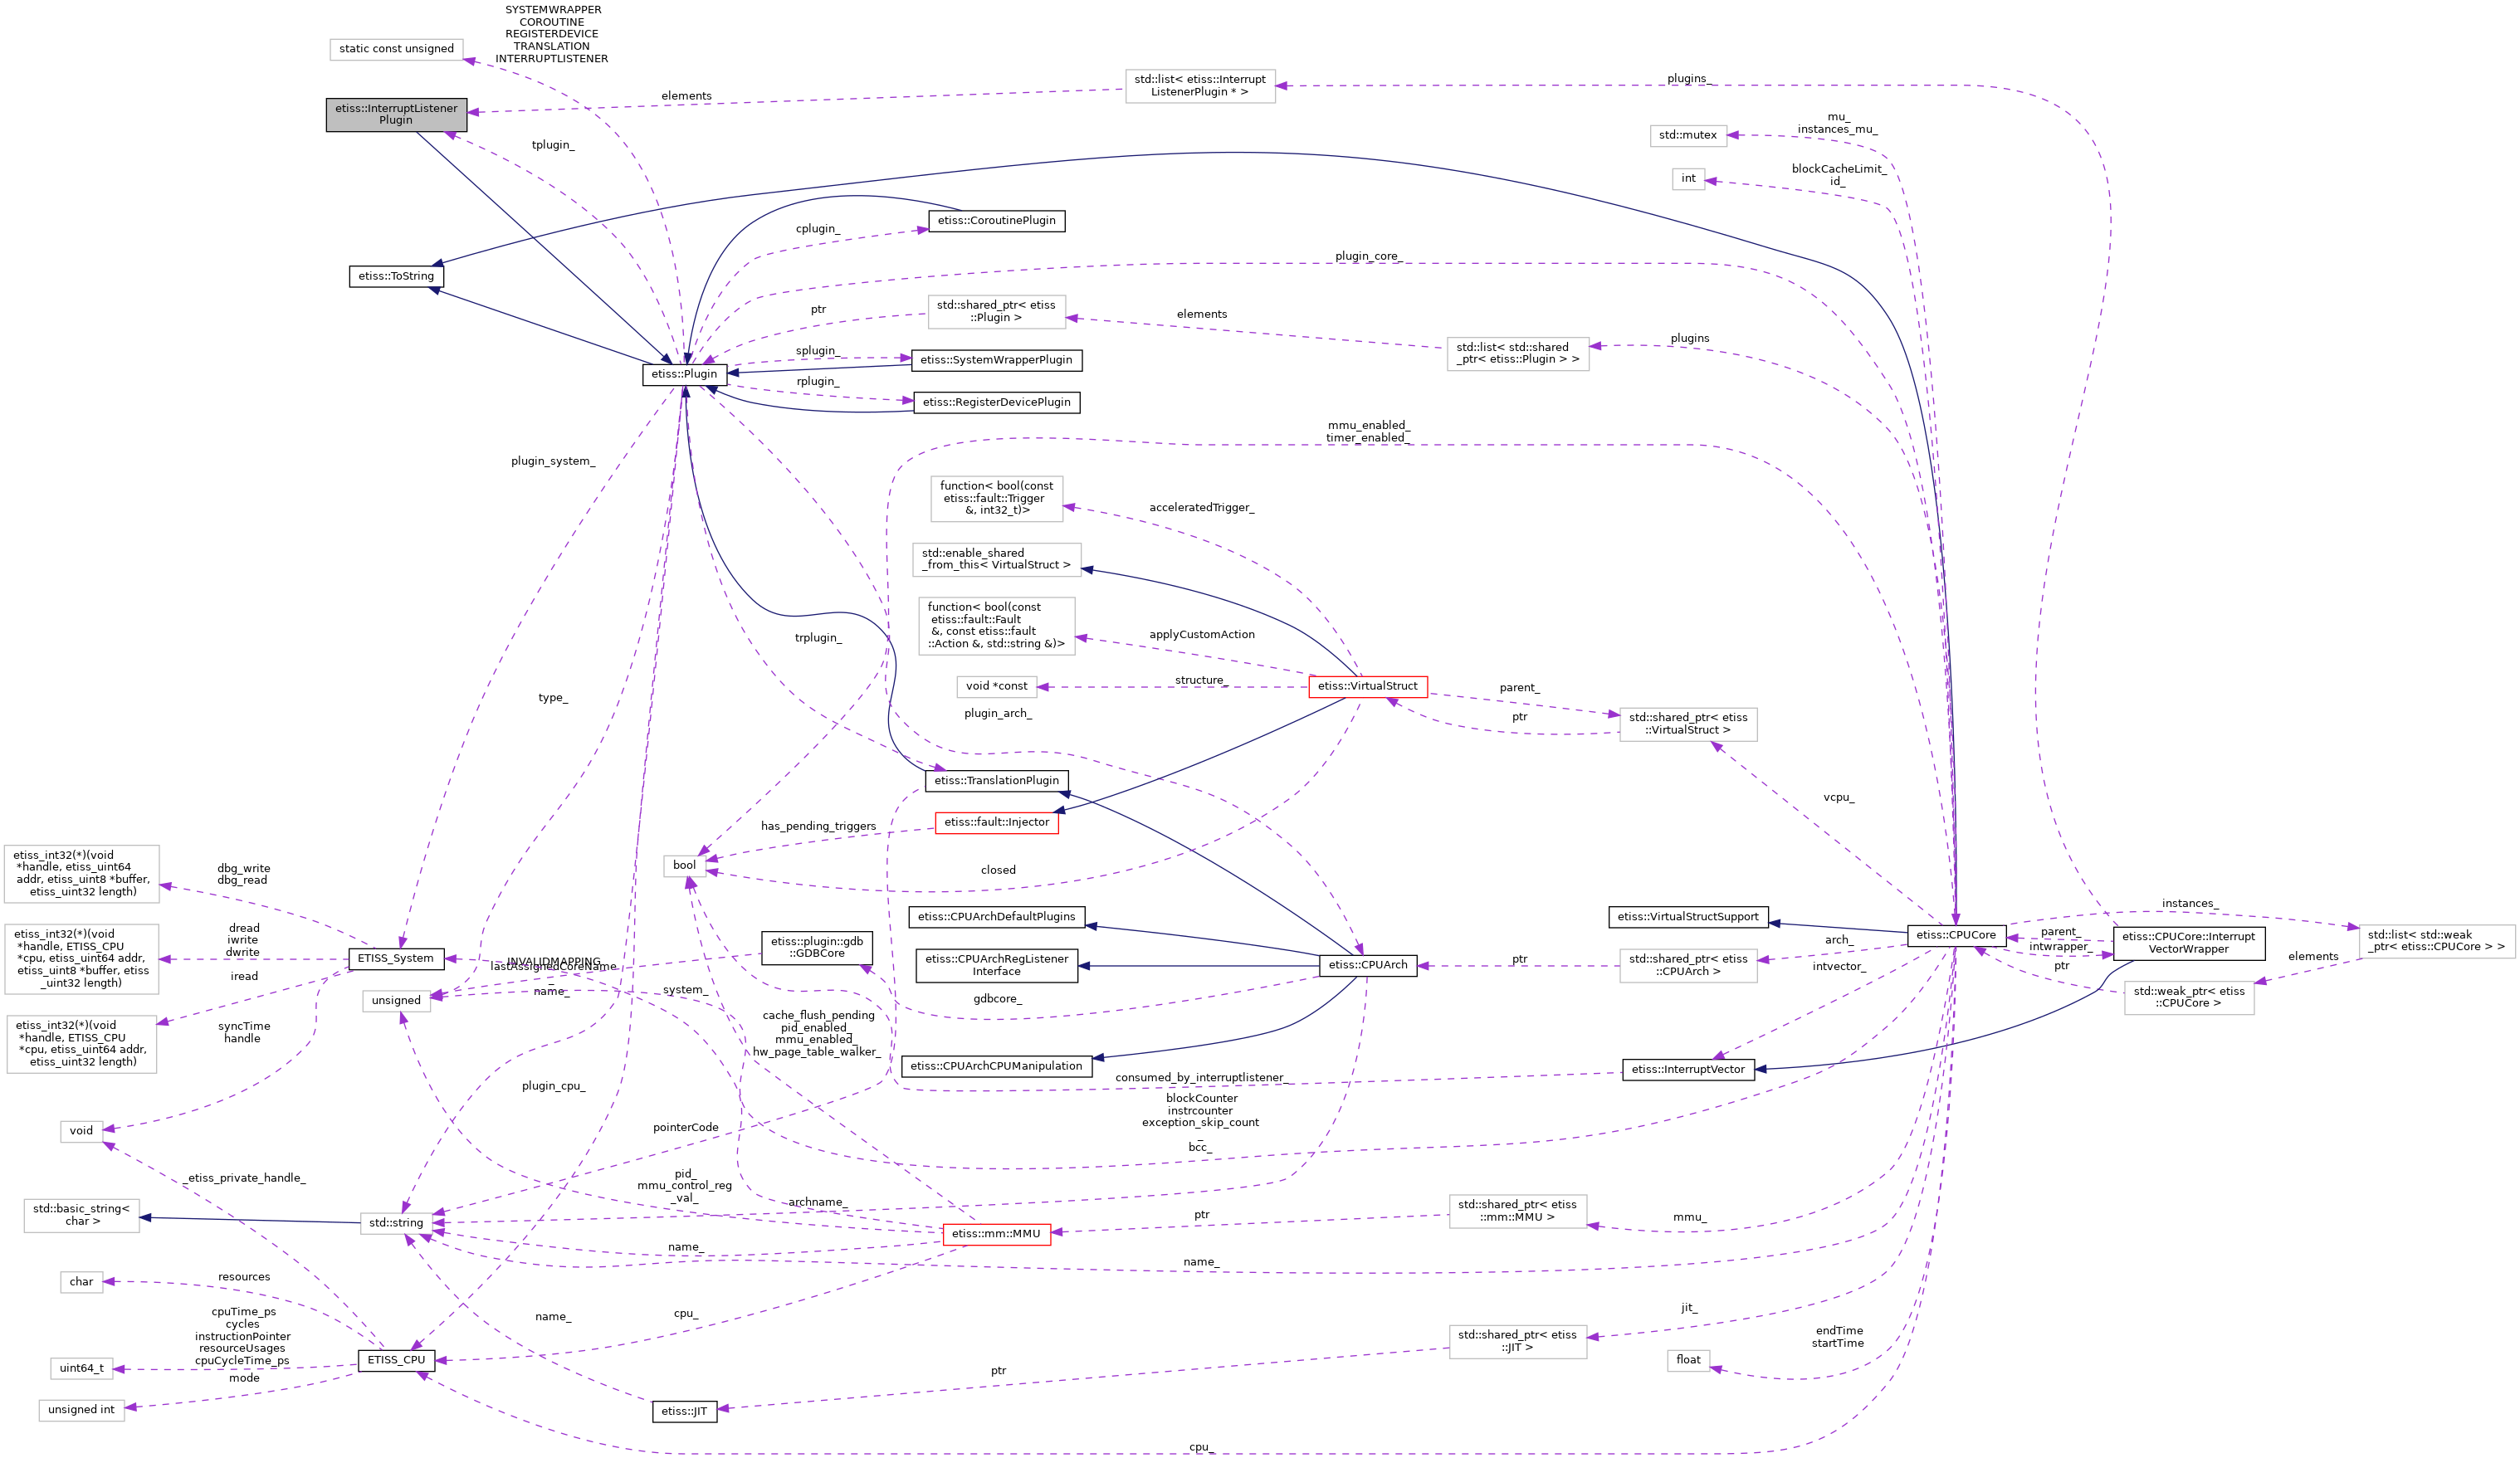 SYSTEMWRAPPER
COROUTINE
REGISTERDEVICE
TRANSLATION
INTERRUPTLISTENER
static const unsigned
etiss::InterruptListener
Plugin
elements
std::list< etiss::Interrupt
ListenerPlugin * >
plugins_
tplugin_
std::mutex
mu_
instances_mu_
int
blockCacheLimit_
id_
etiss::ToString
cplugin_
etiss::CoroutinePlugin
plugin_core_
ptr
std::shared_ptr< etiss
::Plugin >
elements
std::list< std::shared
_ptr< etiss::Plugin > >
plugins
etiss::Plugin
splugin_
etiss::SystemWrapperPlugin
rplugin_
etiss::RegisterDevicePlugin
mmu_enabled_
timer_enabled_
plugin_system_
function< bool(const
etiss::fault::Trigger
&, int32_t)>
acceleratedTrigger_
std::enable_shared
_from_this< VirtualStruct >
function< bool(const
etiss::fault::Fault
&, const etiss::fault
::Action &, std::string &)>
applyCustomAction
trplugin_
type_
void *const
structure_
etiss::VirtualStruct
parent_
ptr
std::shared_ptr< etiss
::VirtualStruct >
plugin_arch_
etiss::TranslationPlugin
vcpu_
has_pending_triggers
etiss::fault::Injector
bool
closed
etiss_int32(*)(void
*handle, etiss_uint64
addr, etiss_uint8 *buffer,
etiss_uint32 length)
dbg_write
dbg_read
etiss_int32(*)(void
*handle, ETISS_CPU
*cpu, etiss_uint64 addr,
etiss_uint8 *buffer, etiss
_uint32 length)
dread
iwrite
dwrite
iread
ETISS_System
etiss_int32(*)(void
*handle, ETISS_CPU
*cpu, etiss_uint64 addr,
etiss_uint32 length)
syncTime
handle
INVALIDMAPPING
lastAssignedCoreName
_
name_
unsigned
system_
etiss::plugin::gdb
::GDBCore
gdbcore_
etiss::CPUArchDefaultPlugins
etiss::CPUArchRegListener
Interface
etiss::CPUArch
ptr
std::shared_ptr< etiss
::CPUArch >
arch_
etiss::VirtualStructSupport
etiss::CPUCore
instances_
parent_
intwrapper_
etiss::CPUCore::Interrupt
VectorWrapper
ptr
elements
std::list< std::weak
_ptr< etiss::CPUCore > >
std::weak_ptr< etiss
::CPUCore >
intvector_
etiss::InterruptVector
etiss::CPUArchCPUManipulation
consumed_by_interruptlistener_
cache_flush_pending
pid_enabled_
mmu_enabled_
hw_page_table_walker_
plugin_cpu_
void
pointerCode
blockCounter
instrcounter
exception_skip_count
_
bcc_
_etiss_private_handle_
pid_
mmu_control_reg
_val_
archname_
std::basic_string<
char >
std::string
etiss::mm::MMU
ptr
std::shared_ptr< etiss
::mm::MMU >
mmu_
name_
name_
char
resources
cpuTime_ps
cycles
instructionPointer
resourceUsages
cpuCycleTime_ps
uint64_t
ETISS_CPU
cpu_
name_
mode
unsigned int
etiss::JIT
ptr
std::shared_ptr< etiss
::JIT >
jit_
float
endTime
startTime
cpu_